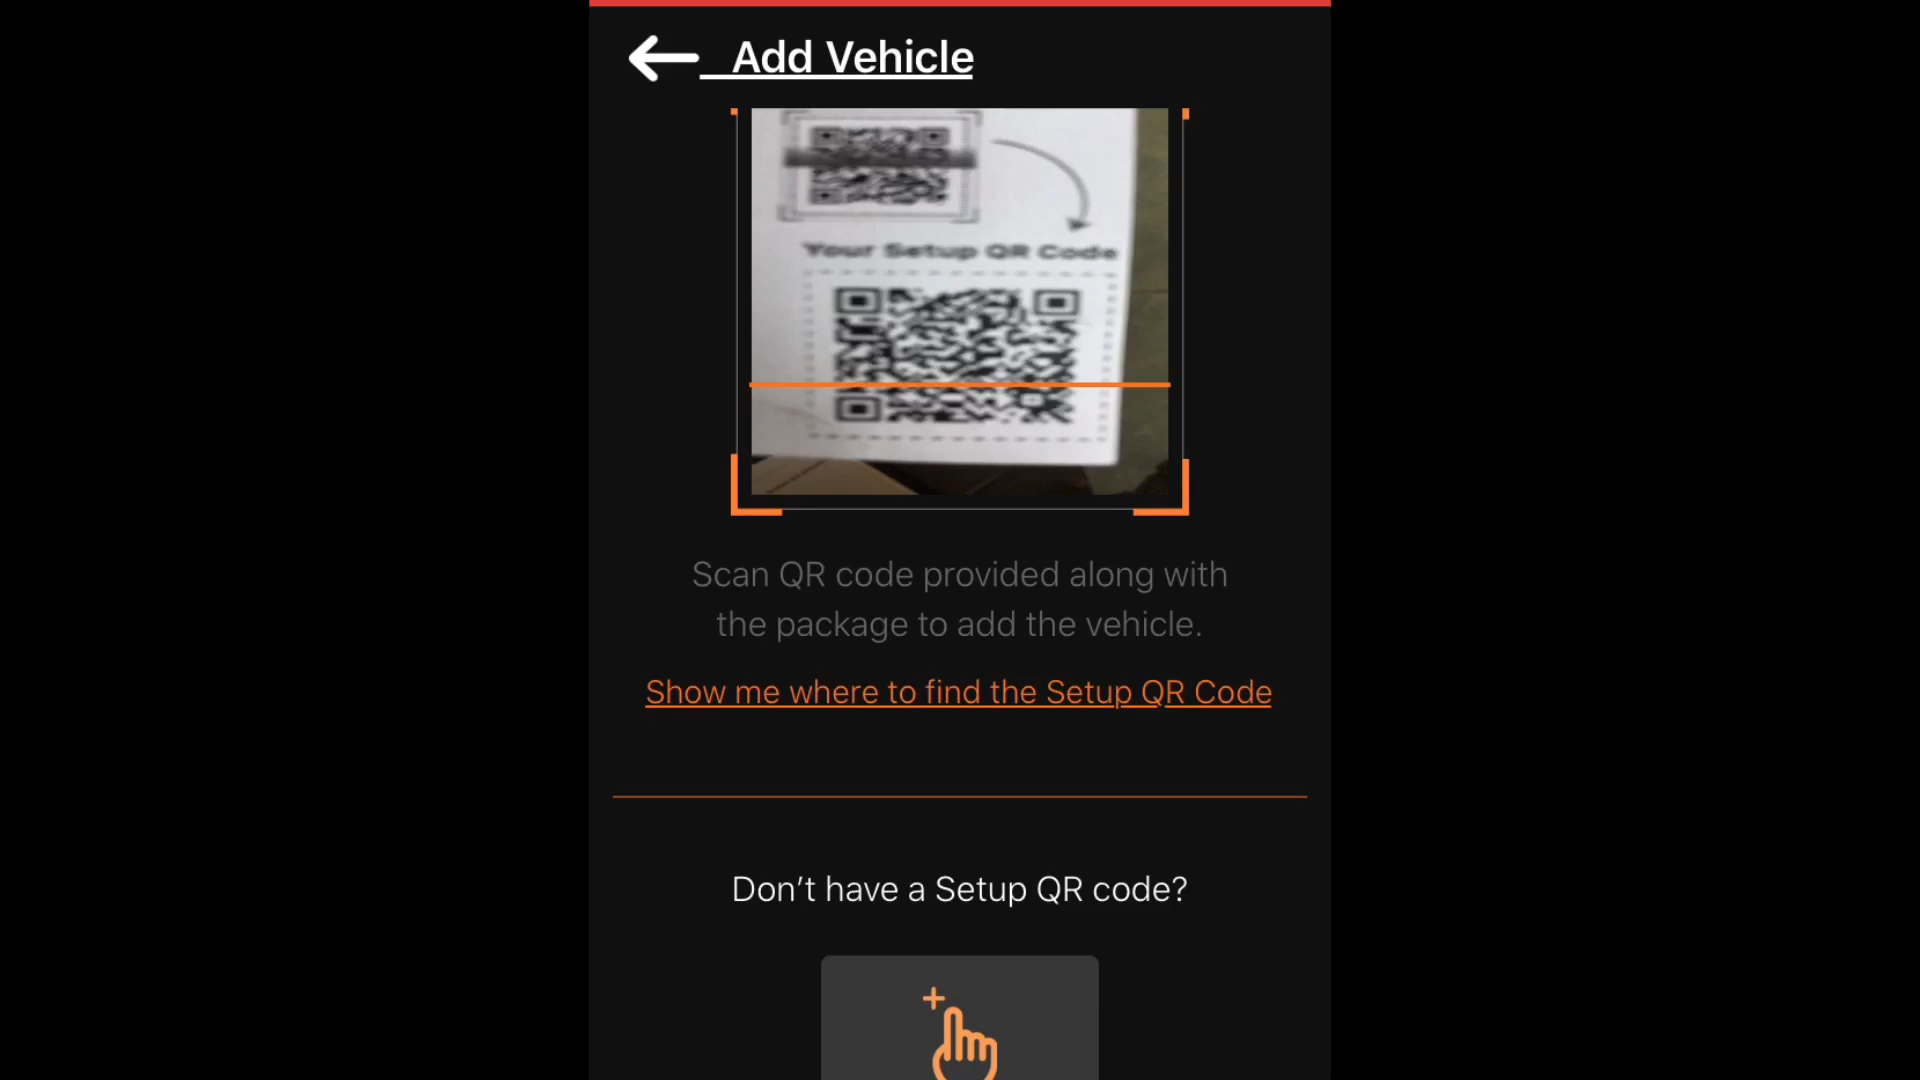 Add Vehicle
Your Setup QR Code
Scan QR code provided along with
the package to add the vehicle.
Show me where to find the Setup QR Code
Don’t have a Setup QR code?